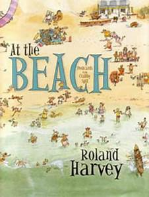 At the
BEACH
Roland
Harvey